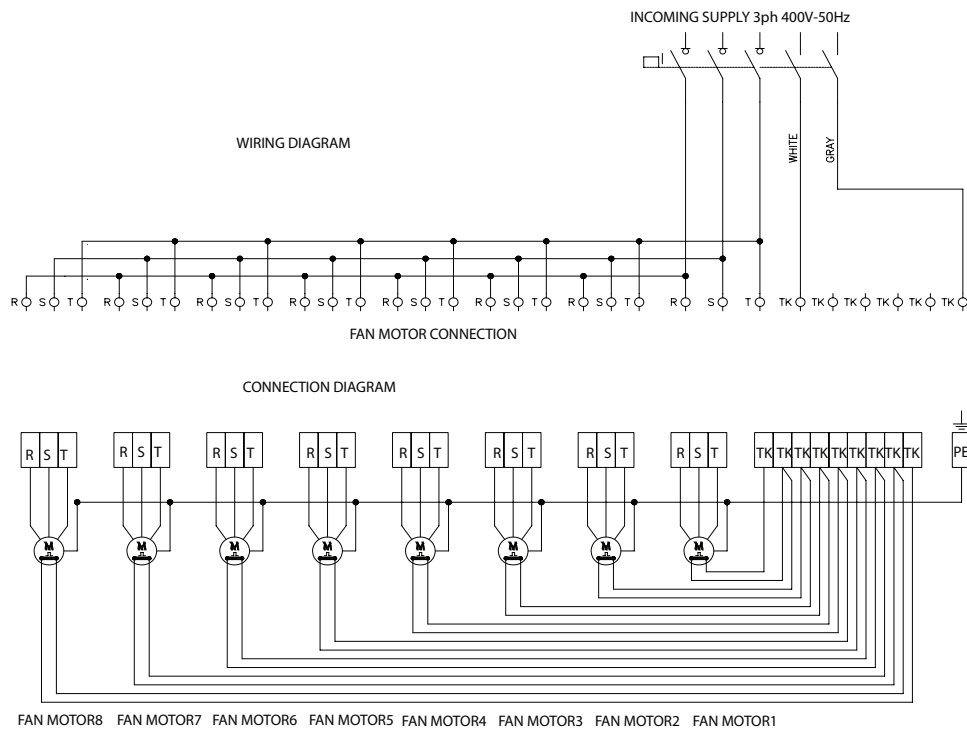 INCOMING SUPPLY 3ph 400V-50Hz
WIRING DIAGRAM
WHITE
GRAY
R S T R S T R S T R S T R S T R S T R S T R S T TK TK TK TK TK TK
FAN MOTOR CONNECTION
CONNECTION DIAGRAM
R S T R S T R S T R S T R S T R S T R S T R S T TK TK TK TK TK TK TK TK TK PE
M M M M M M M M
FAN MOTOR8 FAN MOTOR7 FAN MOTOR6 FAN MOTOR5 FAN MOTOR4 FAN MOTOR3 FAN MOTOR2 FAN MOTOR1